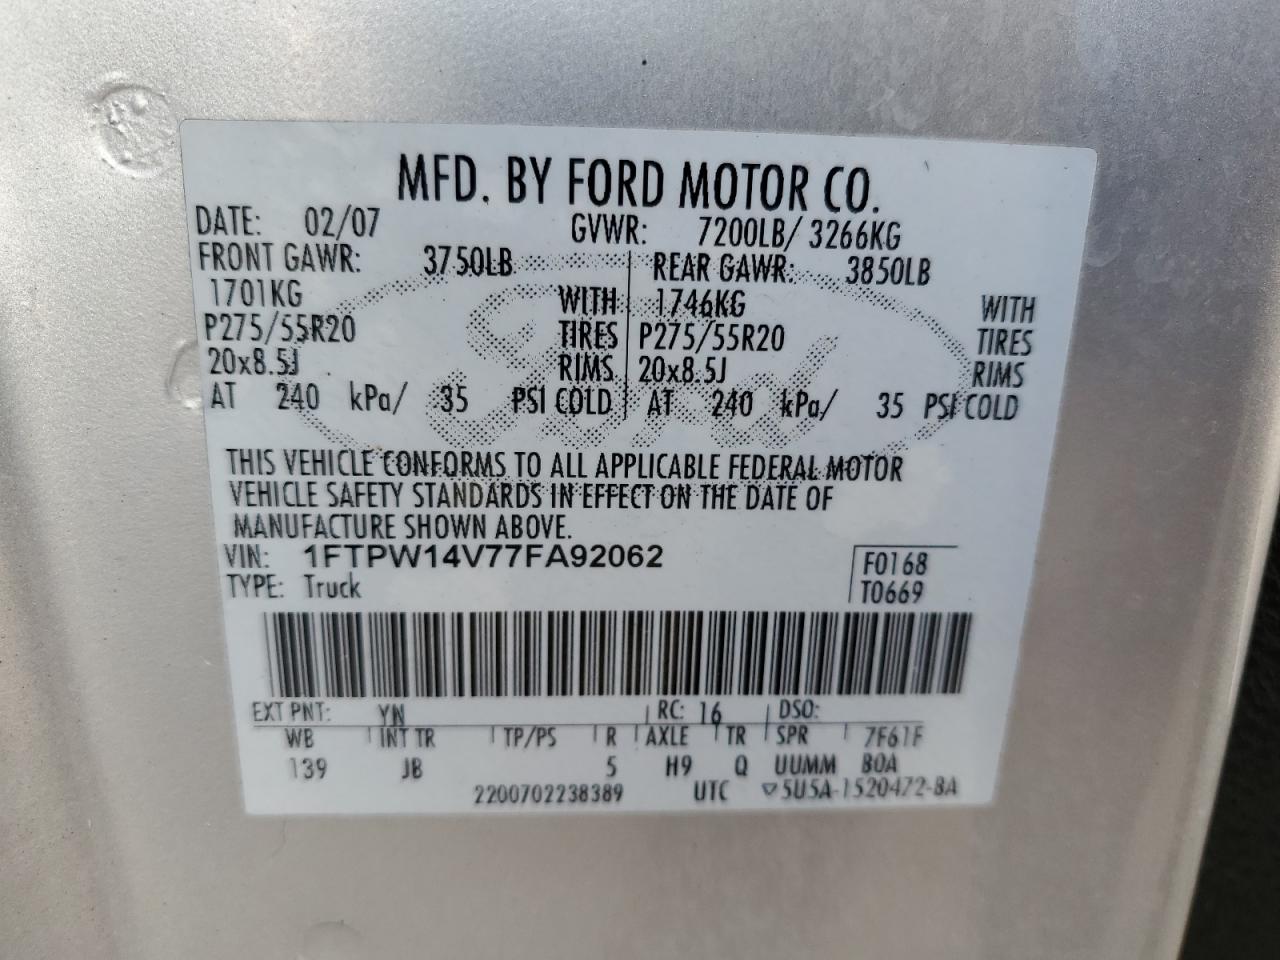 MFD. BY FORD MOTOR CO.
DATE: 02/07 GVWR: 7200LB/ 3266KG
FRONT GAWR: 3750LB REAR GAWR: 3850LB
1701KG WITH 1746KG WITH
P275/55R20 TIRES P275/55R20 TIRES
20x8.5J RIMS 20x8.5J RIMS
AT 240 kPa/ 35 PSI COLD AT 240 kPa/ 35 PSI COLD
Ford
THIS VEHICLE CONFORMS TO ALL APPLICABLE FEDERAL MOTOR
VEHICLE SAFETY STANDARDS IN EFFECT ON THE DATE OF
MANUFACTURE SHOWN ABOVE.
VIN: 1FTPW14V77FA92062 F0168
TYPE: Truck T0669
EXT PNT: YN RC: 16 DSO:
WB INT TR TP/PS R AXLE TR SPR 7F61F
139 JB 5 H9 Q UUMM B0A
2200702238389 UTC ▽5U5A-1520472-BA